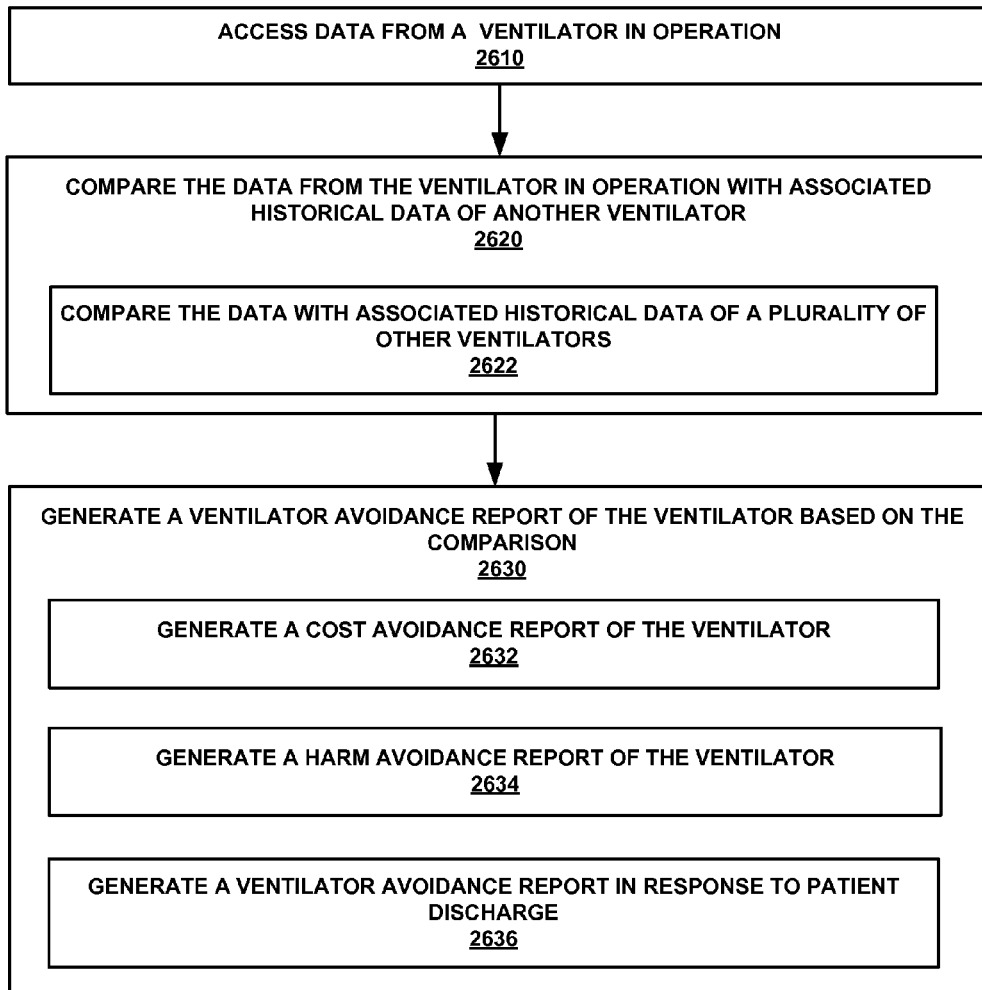 ACCESS DATA FROM A VENTILATOR IN OPERATION
2610
COMPARE THE DATA FROM THE VENTILATOR IN OPERATION WITH ASSOCIATED
HISTORICAL DATA OF ANOTHER VENTILATOR
2620
COMPARE THE DATA WITH ASSOCIATED HISTORICAL DATA OF A PLURALITY OF
OTHER VENTILATORS
2622
GENERATE A VENTILATOR AVOIDANCE REPORT OF THE VENTILATOR BASED ON THE
COMPARISON
2630
GENERATE A COST AVOIDANCE REPORT OF THE VENTILATOR
2632
GENERATE A HARM AVOIDANCE REPORT OF THE VENTILATOR
2634
GENERATE A VENTILATOR AVOIDANCE REPORT IN RESPONSE TO PATIENT
DISCHARGE
2636